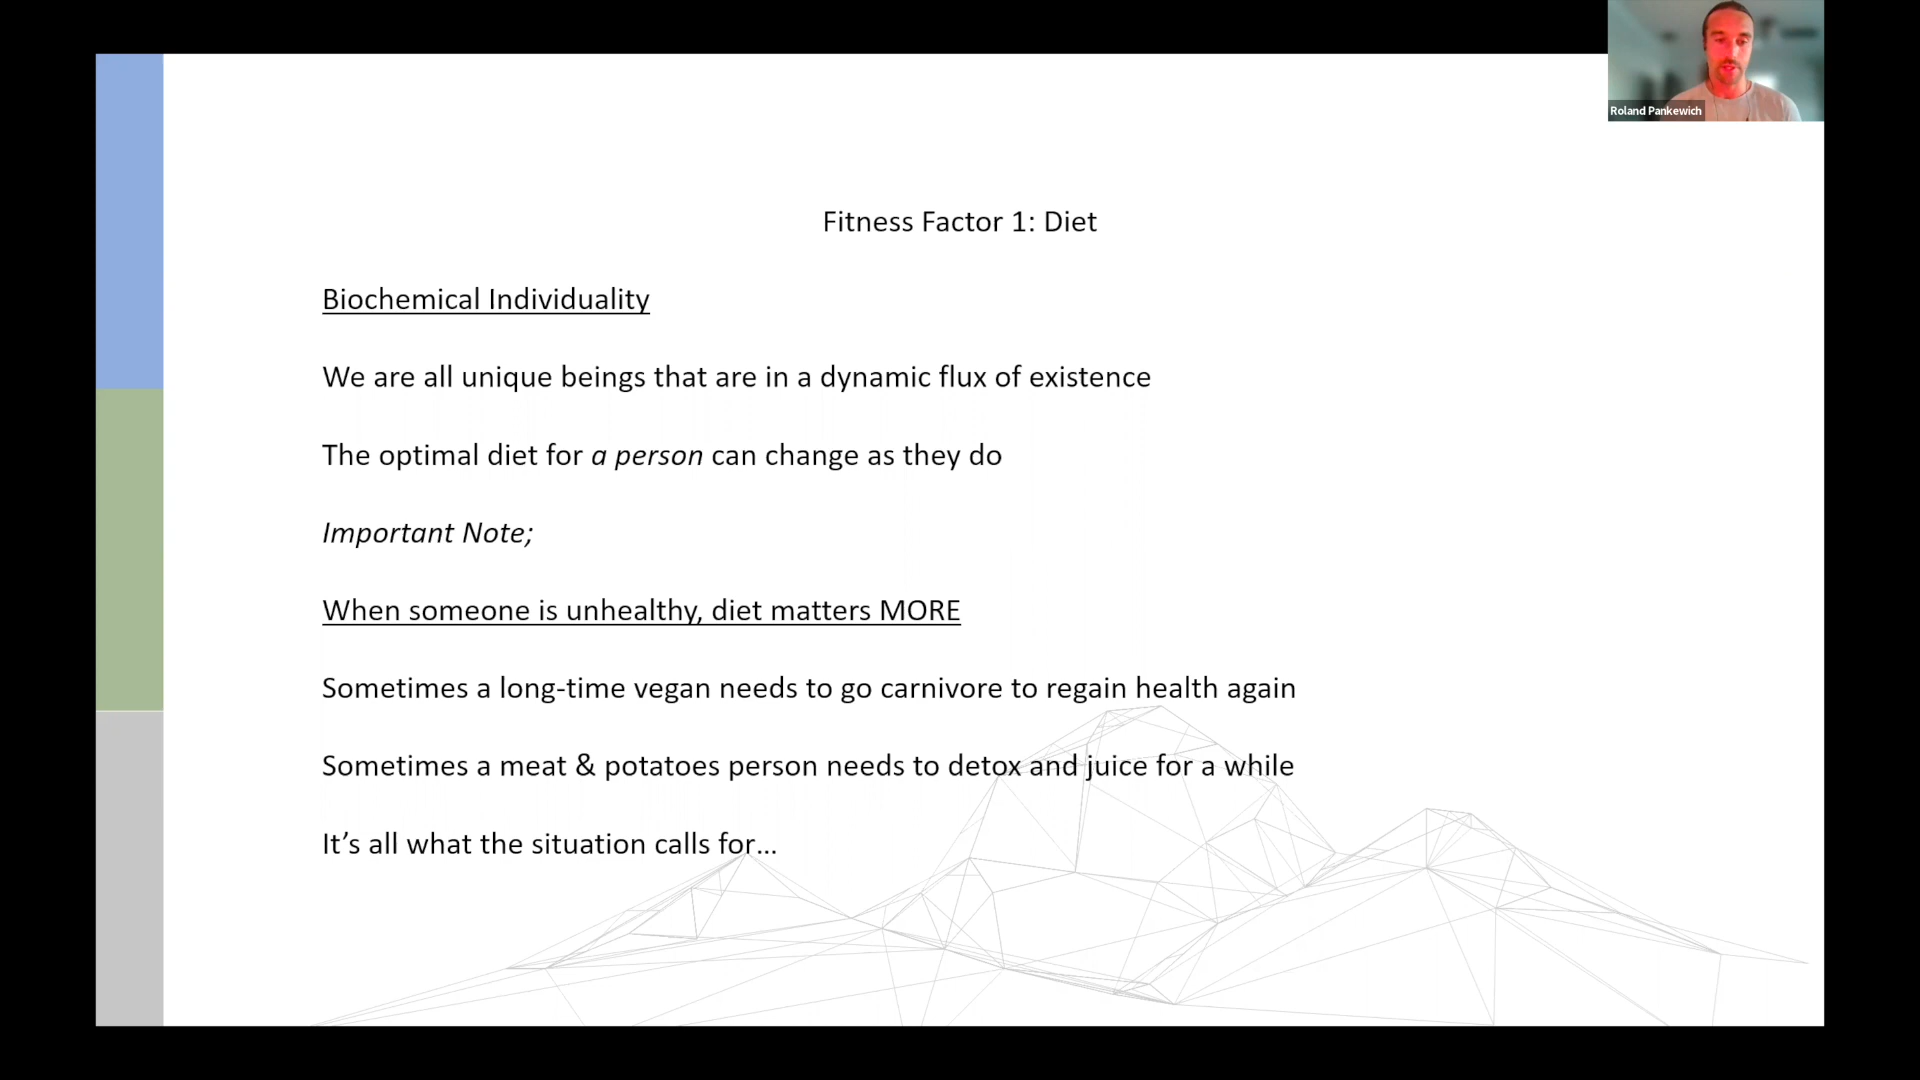 Roland Pankewich
Fitness Factor 1: Diet
Biochemical Individuality
We are all unique beings that are in a dynamic flux of existence
The optimal diet for a person can change as they do
Important Note;
When someone is unhealthy, diet matters MORE
Sometimes a long-time vegan needs to go carnivore to regain health again
Sometimes a meat & potatoes person needs to detox and juice for a while
It’s all what the situation calls for…